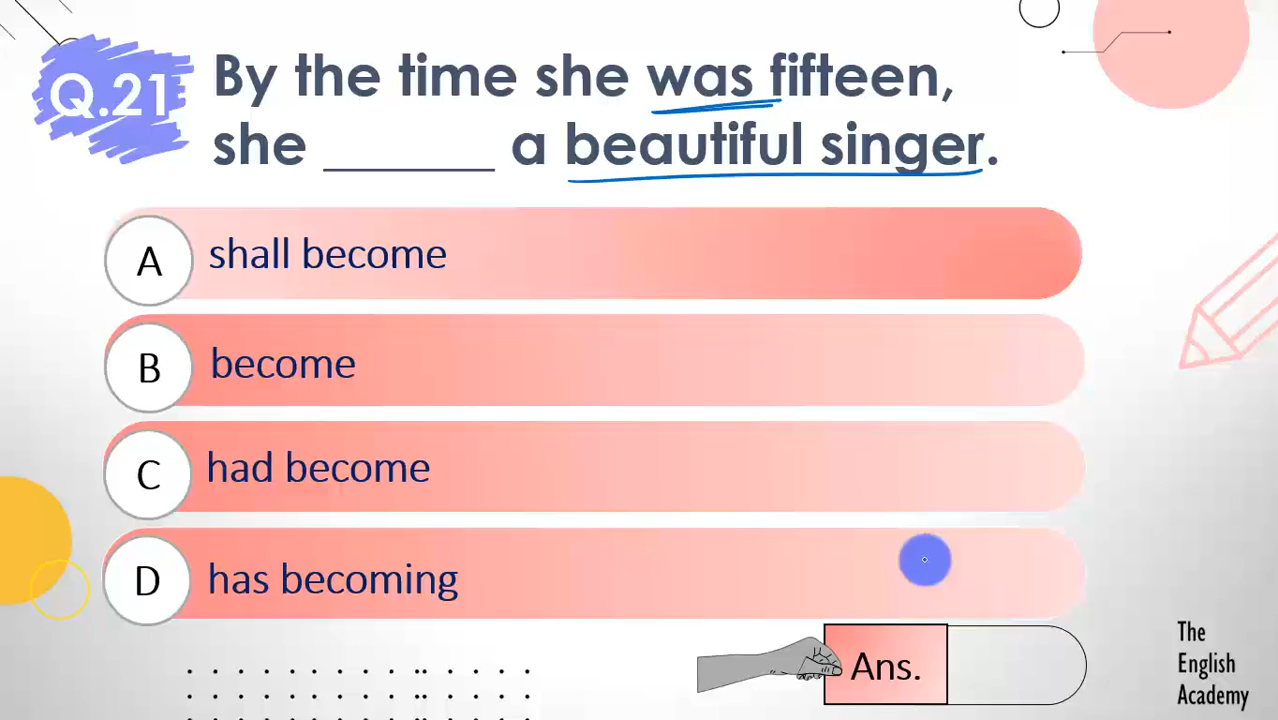 Q.21
By the time she was fifteen,
she ______ a beautiful singer.
A shall become
B become
C had become
D has becoming
Ans.
The
English
Academy